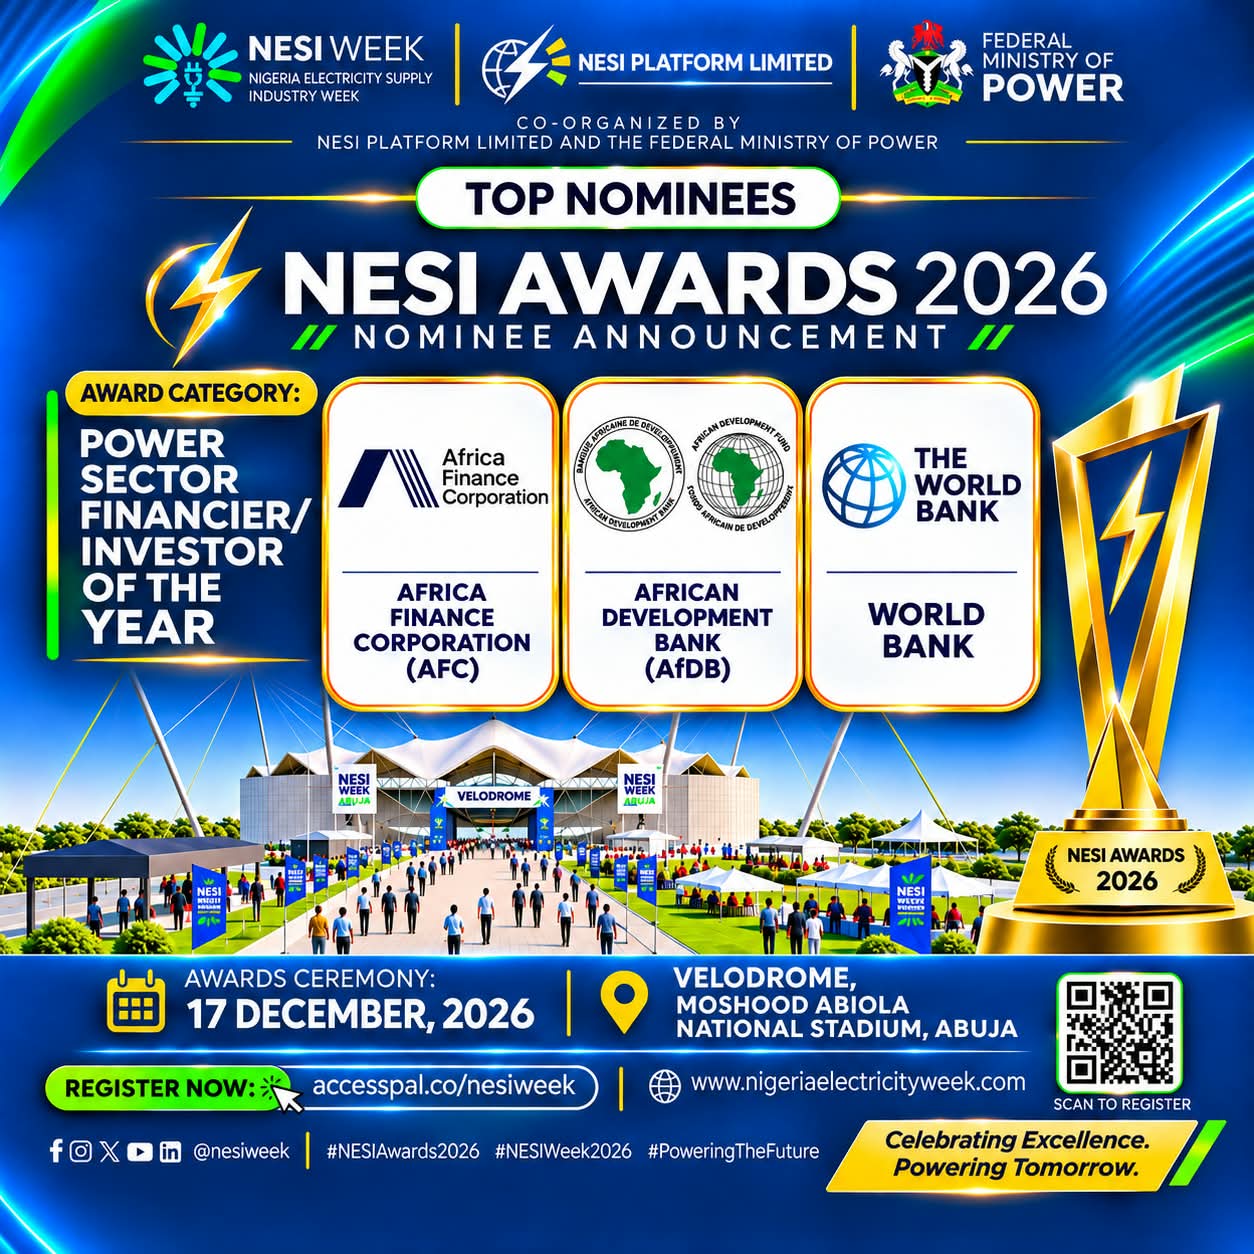 NESI WEEK
NIGERIA ELECTRICITY SUPPLY
INDUSTRY WEEK
NESI PLATFORM LIMITED
FEDERAL
MINISTRY OF
POWER
CO-ORGANIZED BY
NESI PLATFORM LIMITED AND THE FEDERAL MINISTRY OF POWER
TOP NOMINEES
NESI AWARDS 2026
NOMINEE ANNOUNCEMENT
AWARD CATEGORY:
POWER
SECTOR
FINANCIER/
INVESTOR
OF THE
YEAR
Africa
Finance
Corporation
AFRICA
FINANCE
CORPORATION
(AFC)
AFRICAN DEVELOPMENT BANK
AFRICAN DEVELOPMENT FUND
AFRICAN
DEVELOPMENT
BANK
(AfDB)
THE
WORLD
BANK
WORLD
BANK
NESI
WEEK
ABUJA
VELODROME
NESI
WEEK
ABUJA
NESI
NESI
NESI AWARDS
2026
AWARDS CEREMONY:
17 DECEMBER, 2026
VELODROME,
MOSHOOD ABIOLA
NATIONAL STADIUM, ABUJA
REGISTER NOW:
accesspal.co/nesiweek
www.nigeriaelectricityweek.com
SCAN TO REGISTER
@nesiweek
#NESIAwards2026 #NESIWeek2026 #PoweringTheFuture
Celebrating Excellence.
Powering Tomorrow.